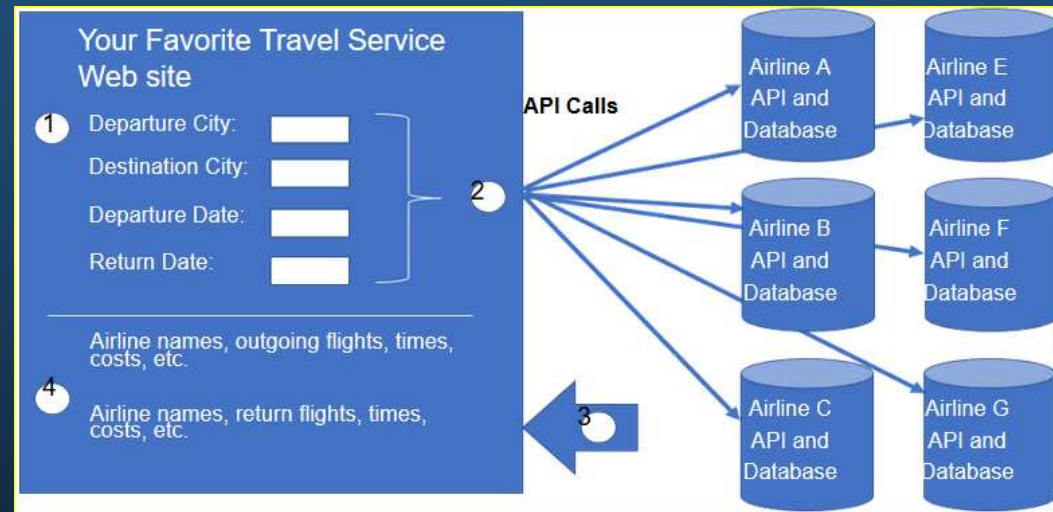 Your Favorite Travel Service
Web site
1
Departure City:
Destination City:
Departure Date:
Return Date:
2
API Calls
Airline names, outgoing flights, times,
costs, etc.
4
Airline names, return flights, times,
costs, etc.
3
Airline A
API and
Database
Airline E
API and
Database
Airline B
API and
Database
Airline F
API and
Database
Airline C
API and
Database
Airline G
API and
Database